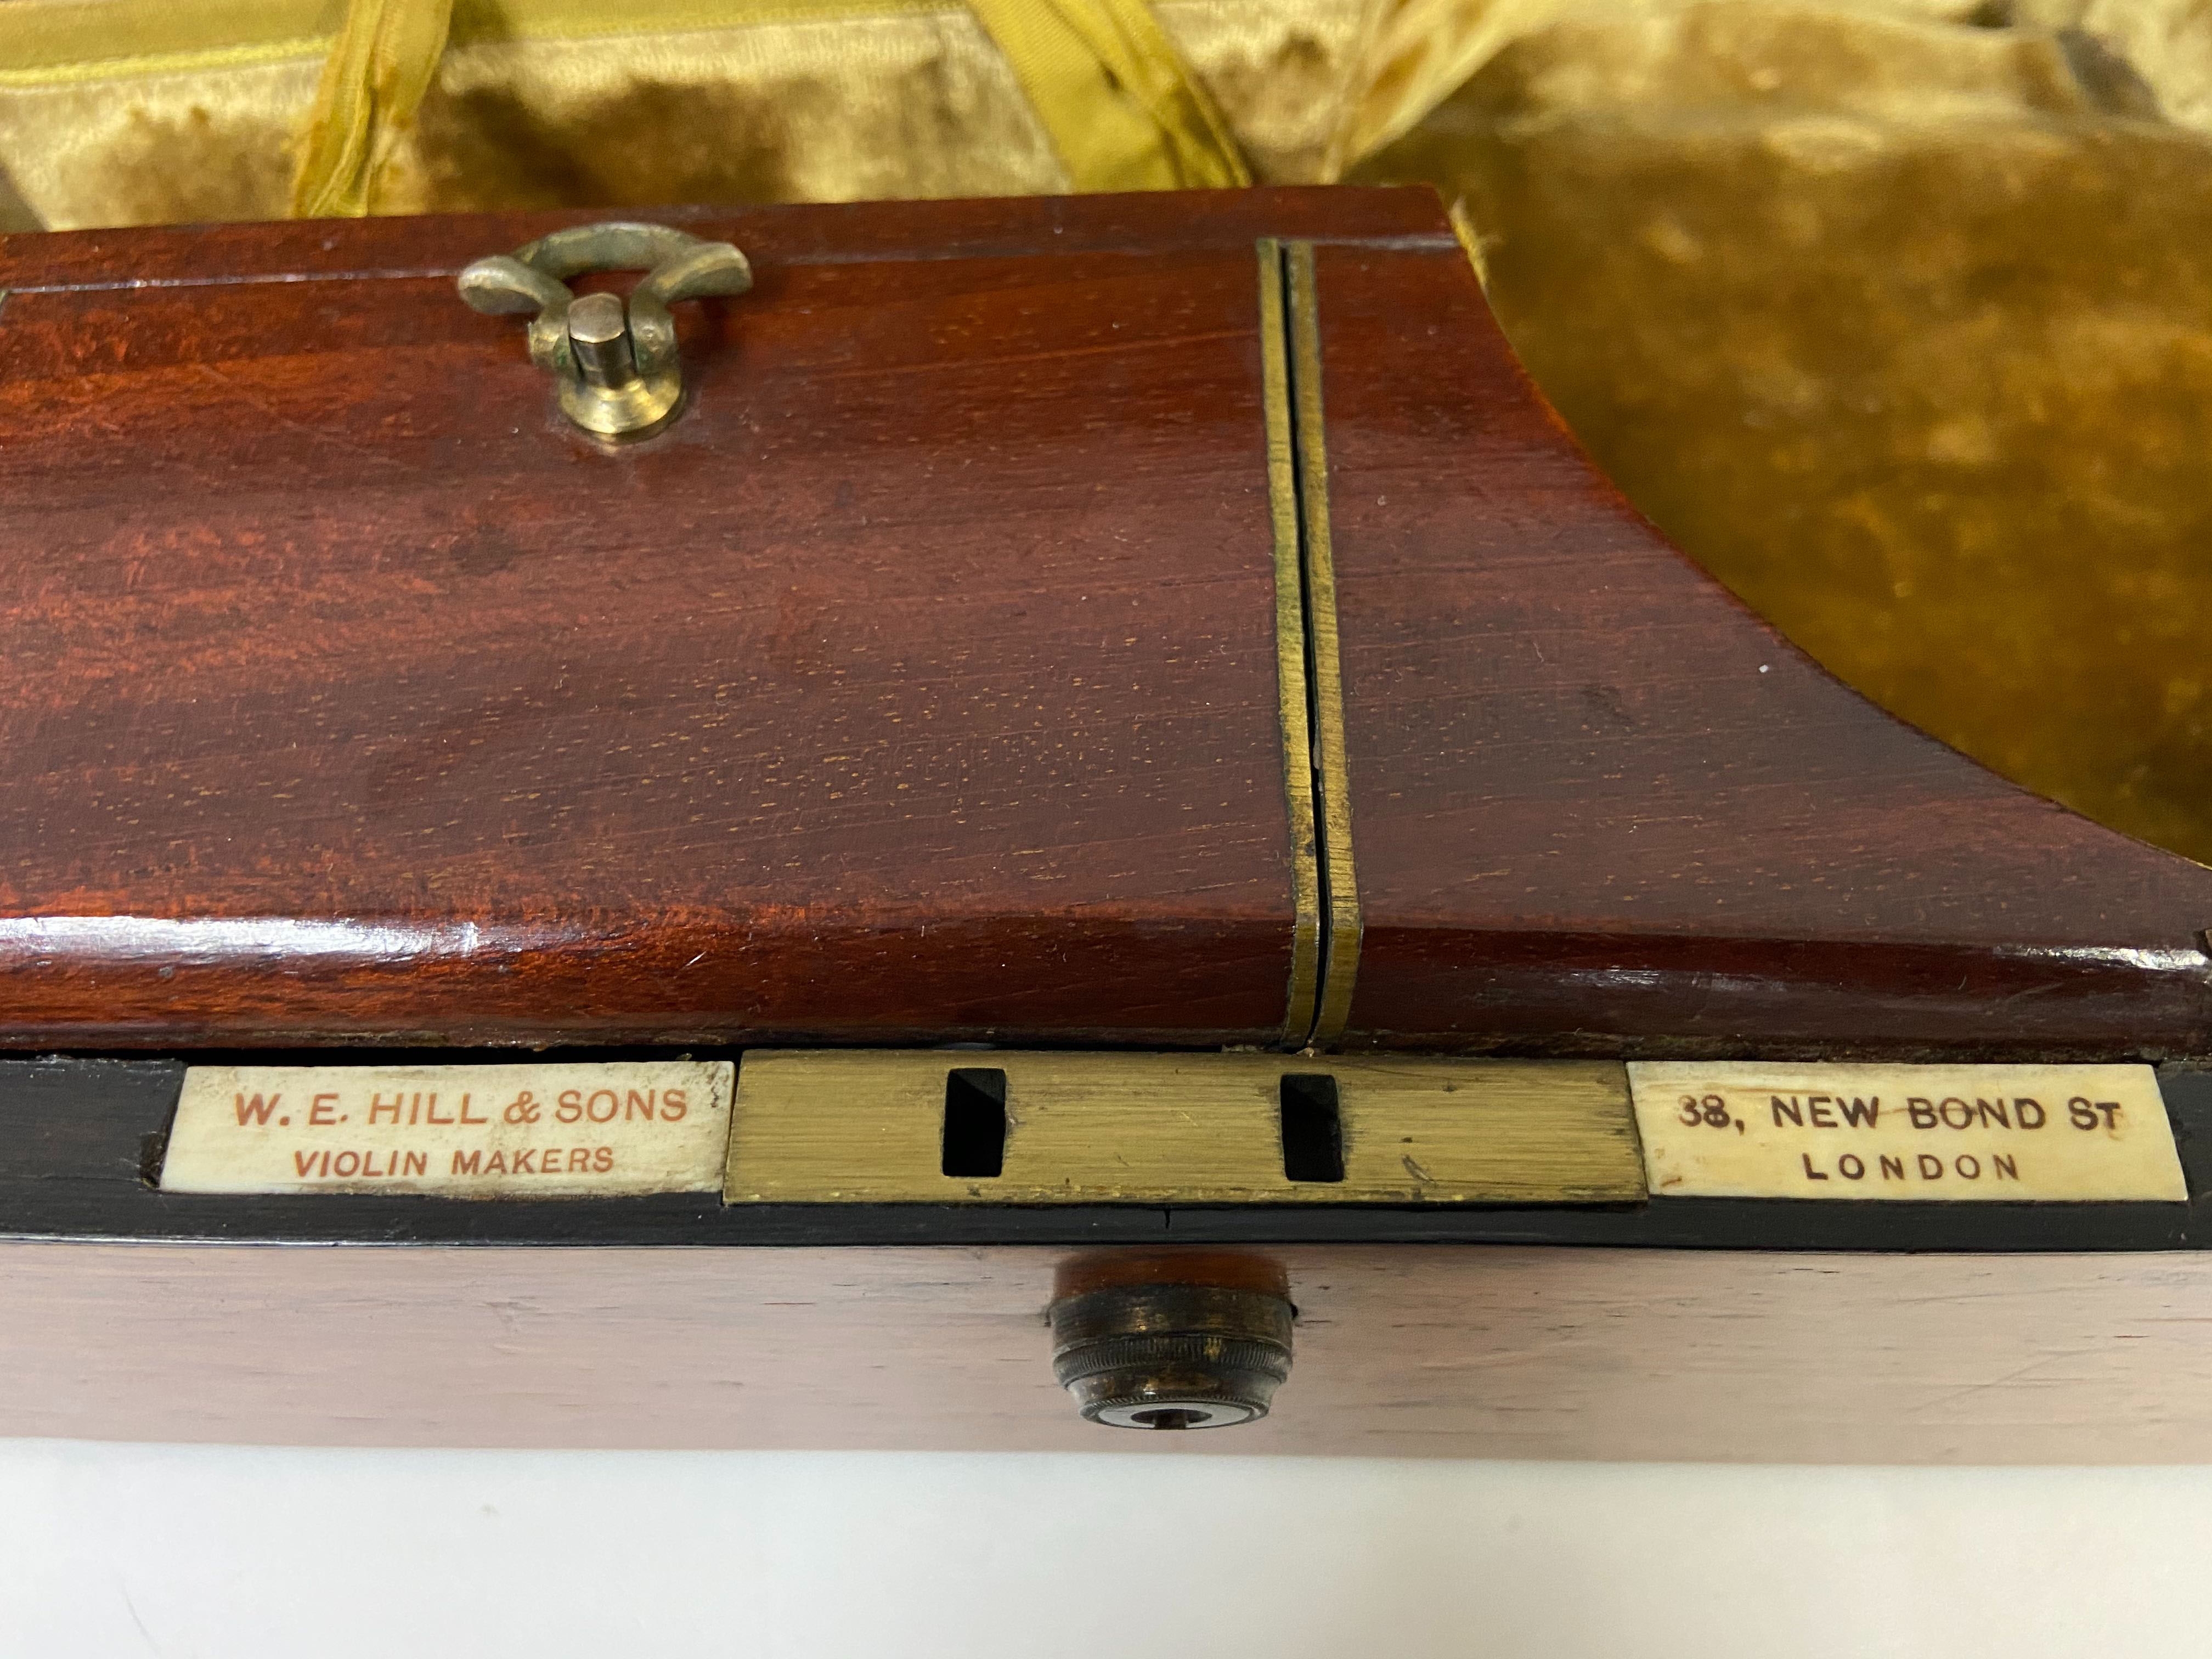 W. E. HILL & SONS
VIOLIN MAKERS
38, NEW BOND ST
LONDON